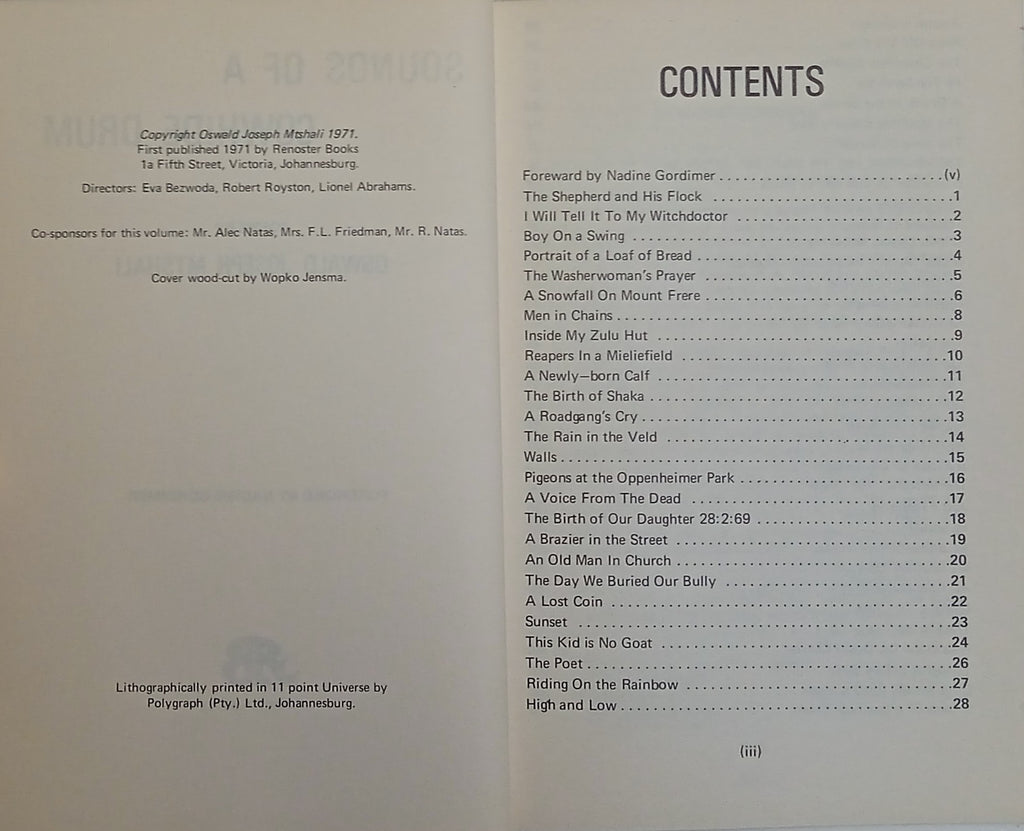 Copyright Oswald Joseph Mtshali 1971.
First published 1971 by Renoster Books
1a Fifth Street, Victoria, Johannesburg.
Directors: Eva Bezwoda, Robert Royston, Lionel Abrahams.
Co-sponsors for this volume: Mr. Alec Natas, Mrs. F.L. Friedman, Mr. R. Natas.
Cover wood-cut by Wopko Jensma.
Lithographically printed in 11 point Universe by
Polygraph (Pty.) Ltd., Johannesburg.
CONTENTS
Foreward by Nadine Gordimer . . . . . . . . . . . . . . . . . . . . . . . . . .(v)
The Shepherd and His Flock . . . . . . . . . . . . . . . . . . . . . . . . . . . .1
I Will Tell It To My Witchdoctor . . . . . . . . . . . . . . . . . . . . . . . . .2
Boy On a Swing . . . . . . . . . . . . . . . . . . . . . . . . . . . . . . . . . . . .3
Portrait of a Loaf of Bread . . . . . . . . . . . . . . . . . . . . . . . . . . . . .4
The Washerwoman's Prayer . . . . . . . . . . . . . . . . . . . . . . . . . . . .5
A Snowfall On Mount Frere . . . . . . . . . . . . . . . . . . . . . . . . . . . .6
Men in Chains . . . . . . . . . . . . . . . . . . . . . . . . . . . . . . . . . . . . .8
Inside My Zulu Hut . . . . . . . . . . . . . . . . . . . . . . . . . . . . . . . . .9
Reapers In a Mieliefield . . . . . . . . . . . . . . . . . . . . . . . . . . . . . .10
A Newly–born Calf . . . . . . . . . . . . . . . . . . . . . . . . . . . . . . . . .11
The Birth of Shaka . . . . . . . . . . . . . . . . . . . . . . . . . . . . . . . . .12
A Roadgang's Cry . . . . . . . . . . . . . . . . . . . . . . . . . . . . . . . . . .13
The Rain in the Veld . . . . . . . . . . . . . . . . . . . . . . . . . . . . . . . .14
Walls . . . . . . . . . . . . . . . . . . . . . . . . . . . . . . . . . . . . . . . . . . .15
Pigeons at the Oppenheimer Park . . . . . . . . . . . . . . . . . . . . . . .16
A Voice From The Dead . . . . . . . . . . . . . . . . . . . . . . . . . . . . . .17
The Birth of Our Daughter 28:2:69 . . . . . . . . . . . . . . . . . . . . . .18
A Brazier in the Street . . . . . . . . . . . . . . . . . . . . . . . . . . . . . . .19
An Old Man In Church . . . . . . . . . . . . . . . . . . . . . . . . . . . . . . .20
The Day We Buried Our Bully . . . . . . . . . . . . . . . . . . . . . . . . . .21
A Lost Coin . . . . . . . . . . . . . . . . . . . . . . . . . . . . . . . . . . . . . .22
Sunset . . . . . . . . . . . . . . . . . . . . . . . . . . . . . . . . . . . . . . . . . .23
This Kid is No Goat . . . . . . . . . . . . . . . . . . . . . . . . . . . . . . . .24
The Poet . . . . . . . . . . . . . . . . . . . . . . . . . . . . . . . . . . . . . . . .26
Riding On the Rainbow . . . . . . . . . . . . . . . . . . . . . . . . . . . . . .27
High and Low . . . . . . . . . . . . . . . . . . . . . . . . . . . . . . . . . . . . .28
(iii)